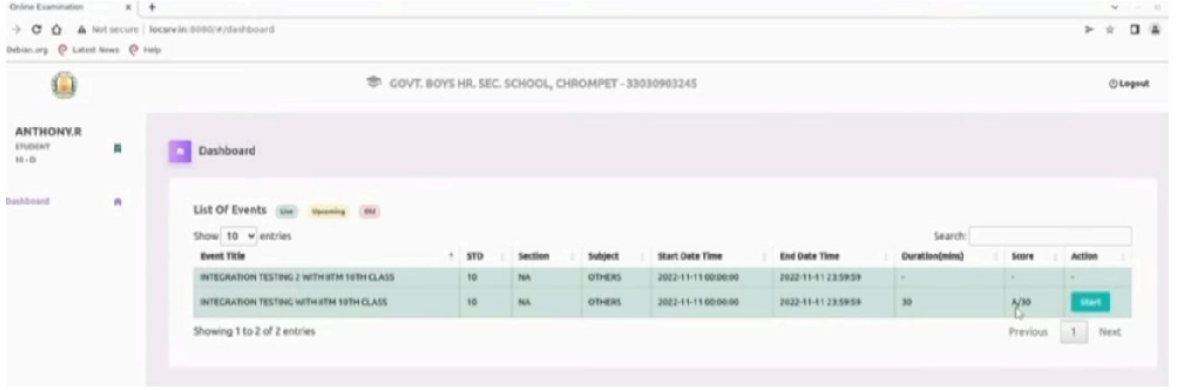 Online Examination
Not secure | locsrv.in:8080/#/dashboard
Debian.org Latest News Help
GOVT. BOYS HR. SEC. SCHOOL, CHROMPET - 33030903245
Logout
ANTHONY.R
STUDENT
10 - D
Dashboard
Dashboard
List Of Events Live Upcoming Old
Show 10 entries
Search:
Event Title STD Section Subject Start Date Time End Date Time Duration(mins) Score Action
INTEGRATION TESTING 2 WITH IITM 10TH CLASS 10 NA OTHERS 2022-11-11 00:00:00 2022-11-11 23:59:59 - - -
INTEGRATION TESTING WITH IITM 10TH CLASS 10 NA OTHERS 2022-11-11 00:00:00 2022-11-11 23:59:59 30 A/30 Start
Showing 1 to 2 of 2 entries
Previous 1 Next